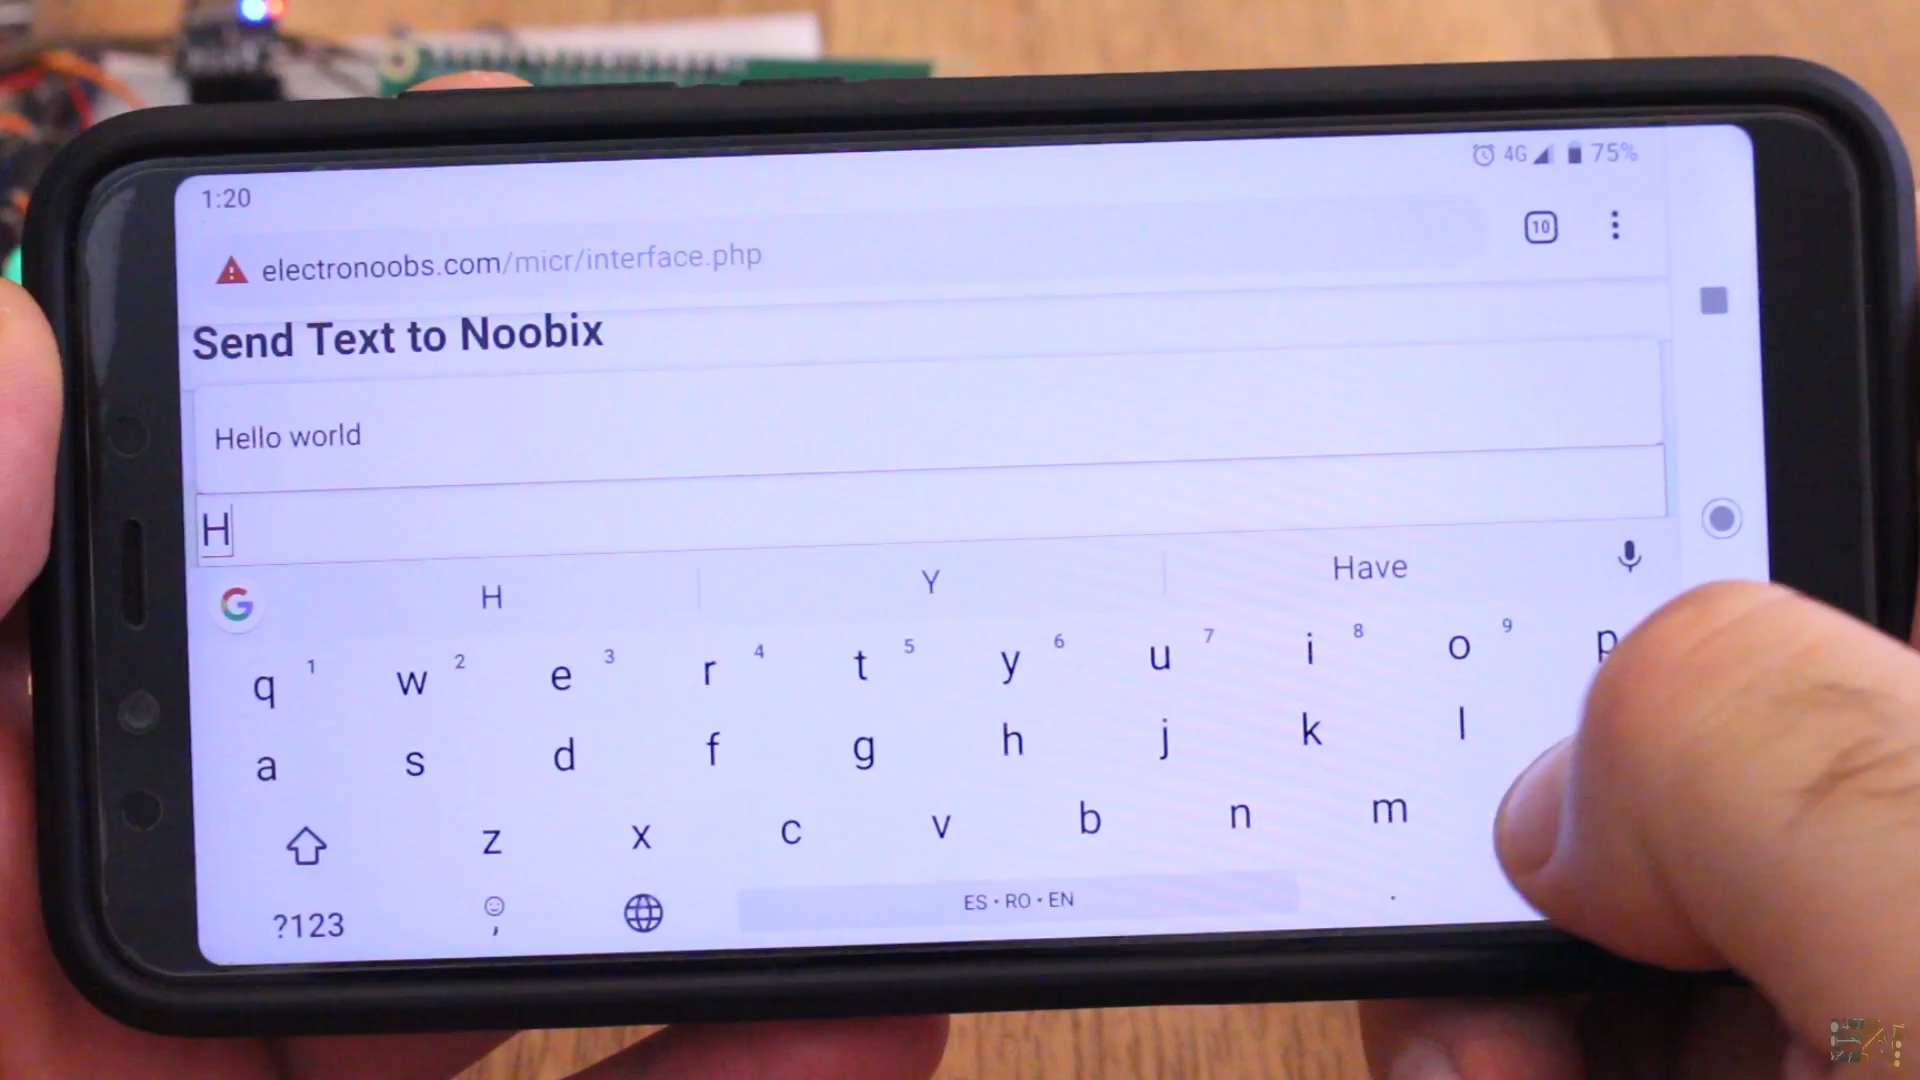 1:20
4G 75%
electronoobs.com/micr/interface.php
10
Send Text to Noobix
Hello world
H
G H Y Have
q 1 w 2 e 3 r 4 t 5 y 6 u 7 i 8 o 9 p
a s d f g h j k l
z x c v b n m
?123 , ES • RO • EN .